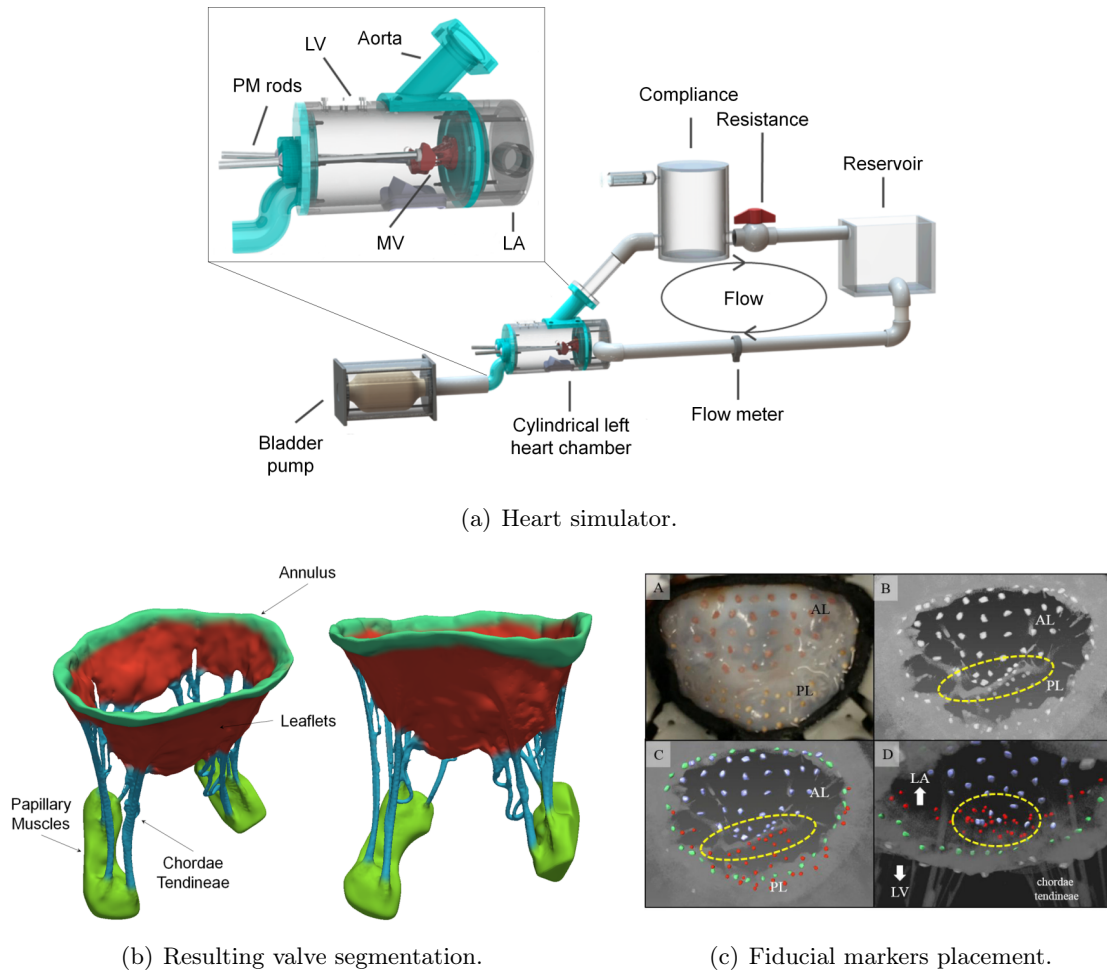 LV
Aorta
PM rods
MV
LA
Compliance
Resistance
Reservoir
Flow
Flow meter
Cylindrical left
heart chamber
Bladder
pump
(a) Heart simulator.
Annulus
Leaflets
Papillary
Muscles
Chordae
Tendineae
(b) Resulting valve segmentation.
A
AL
PL
B
AL
PL
C
AL
PL
D
LA
LV
chordae
tendineae
(c) Fiducial markers placement.